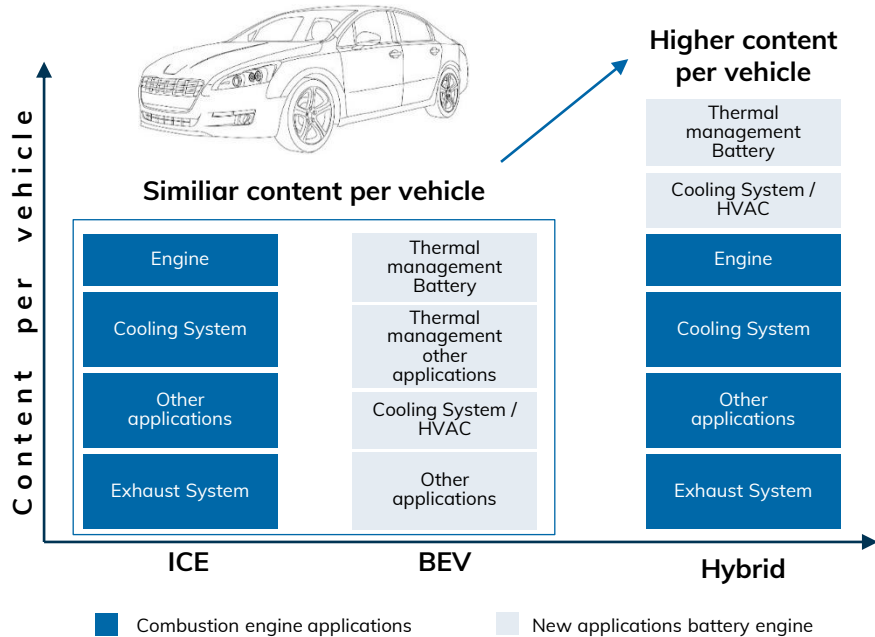 Higher content
per vehicle
Content per vehicle
Similiar content per vehicle
Engine
Cooling System
Other
applications
Exhaust System
Thermal
management
Battery
Thermal
management
other
applications
Cooling System /
HVAC
Other
applications
Thermal
management
Battery
Cooling System /
HVAC
Engine
Cooling System
Other
applications
Exhaust System
ICE
BEV
Hybrid
Combustion engine applications
New applications battery engine